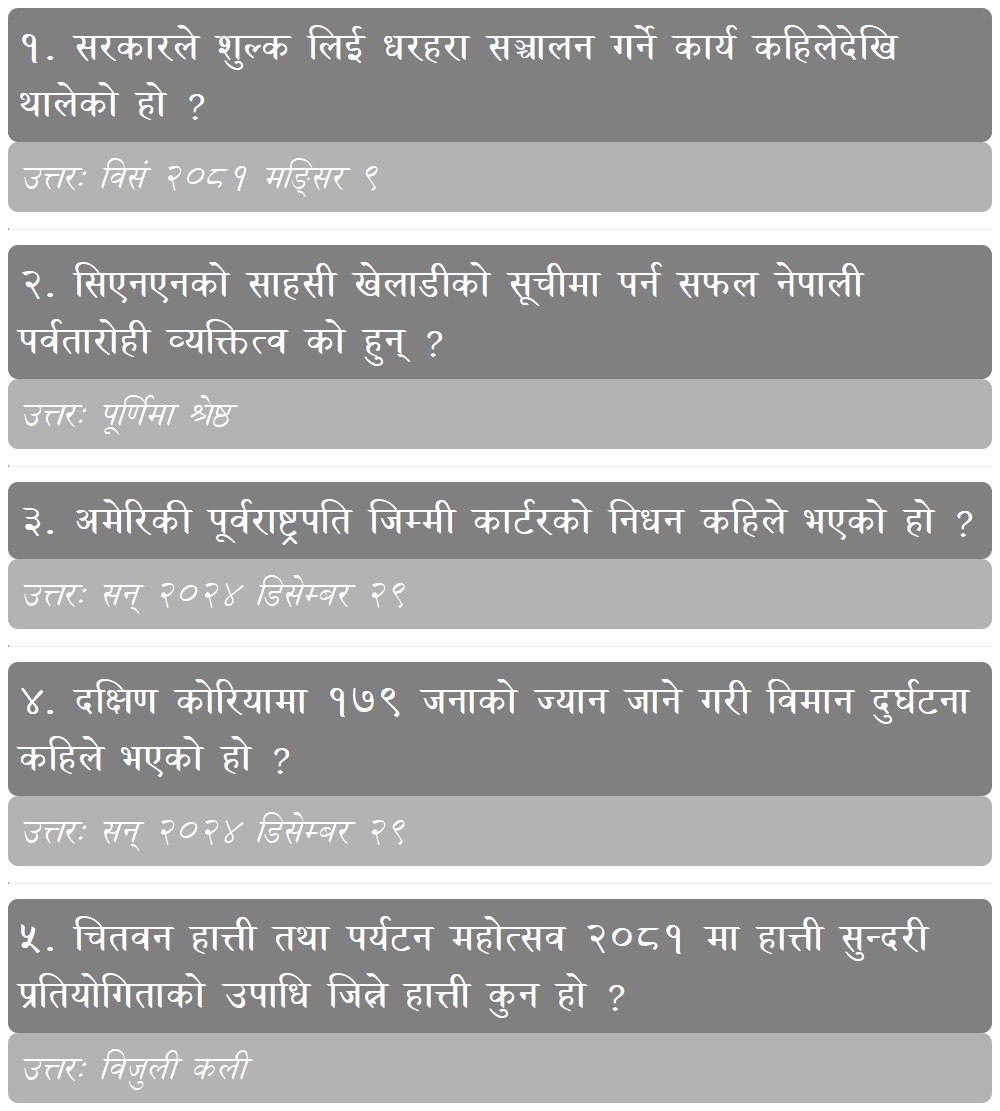 १. सरकारले शुल्क लिई धरहरा सञ्चालन गर्ने कार्य कहिलेदेखि
थालेको हो ?
उत्तरः विसं २०८१ मङ्सिर ९
२. सिएनएनको साहसी खेलाडीको सूचीमा पर्न सफल नेपाली
पर्वतारोही व्यक्तित्व को हुन् ?
उत्तरः पूर्णिमा श्रेष्ठ
३. अमेरिकी पूर्वराष्ट्रपति जिम्मी कार्टरको निधन कहिले भएको हो ?
उत्तरः सन् २०२४ डिसेम्बर २९
४. दक्षिण कोरियामा १७९ जनाको ज्यान जाने गरी विमान दुर्घटना
कहिले भएको हो ?
उत्तरः सन् २०२४ डिसेम्बर २९
५. चितवन हात्ती तथा पर्यटन महोत्सव २०८१ मा हात्ती सुन्दरी
प्रतियोगिताको उपाधि जित्ने हात्ती कुन हो ?
उत्तरः विजुली कली